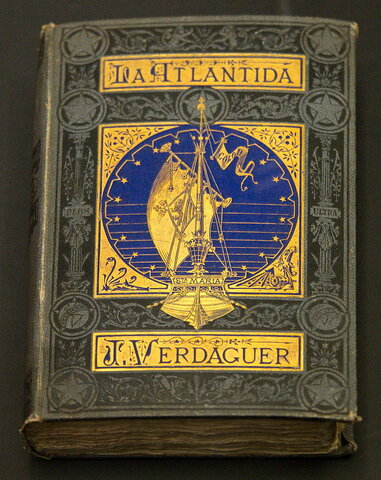 LA ATLANTIDA
Sta MARIA
J. VERDAGUER